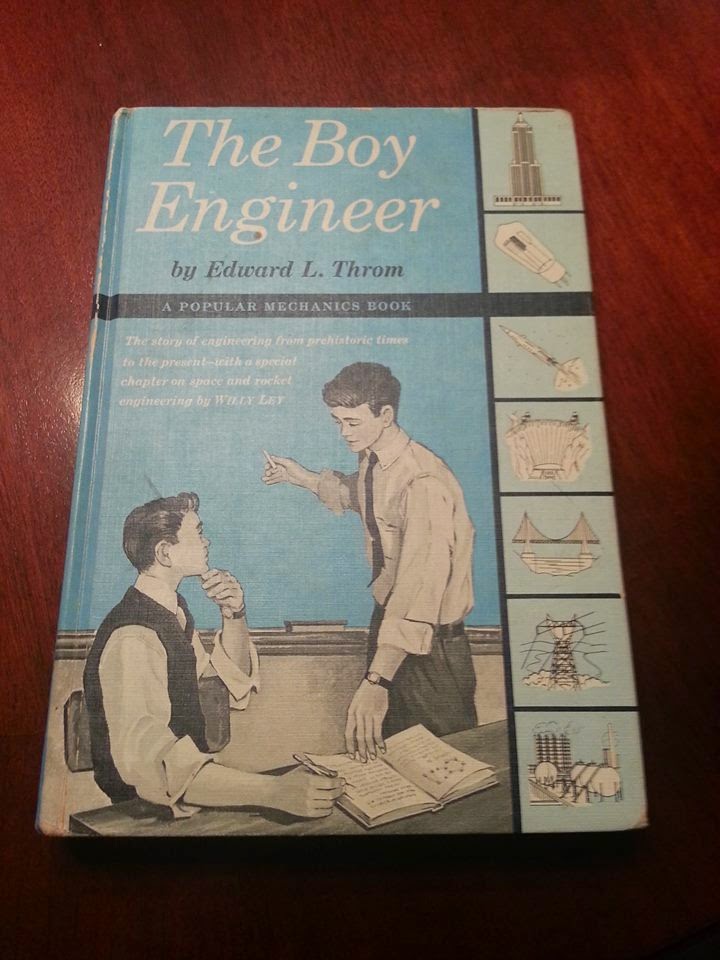 The Boy
Engineer
by Edward L. Throm
A POPULAR MECHANICS BOOK
The story of engineering from prehistoric times
to the present—with a special
chapter on space and rocket
engineering by WILLY LEY